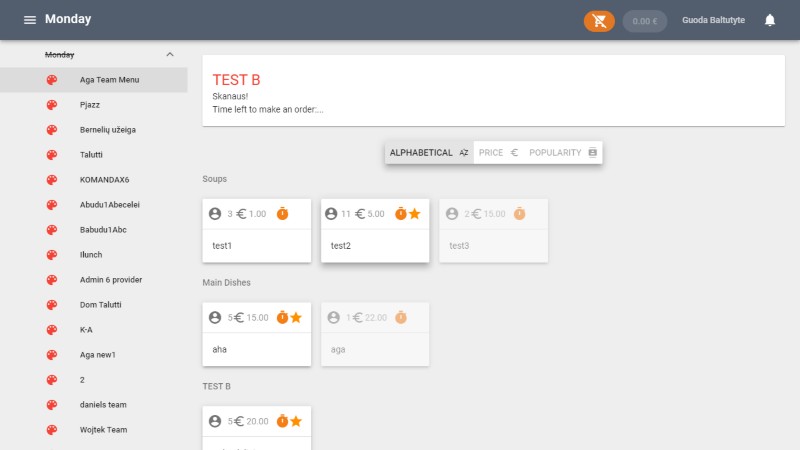 Monday
0.00 €
Guoda Baltutyte
Monday
Aga Team Menu
Pjazz
Bernelių užeiga
Talutti
KOMANDAX6
Abudu1Abecelei
Babudu1Abc
Ilunch
Admin 6 provider
Dom Talutti
K-A
Aga new1
2
daniels team
Wojtek Team
TEST B
Skanaus!
Time left to make an order:...
ALPHABETICAL AZ PRICE € POPULARITY
Soups
3 € 1.00
test1
11 € 5.00
test2
2 € 15.00
test3
Main Dishes
5 € 15.00
aha
1 € 22.00
aga
TEST B
5 € 20.00